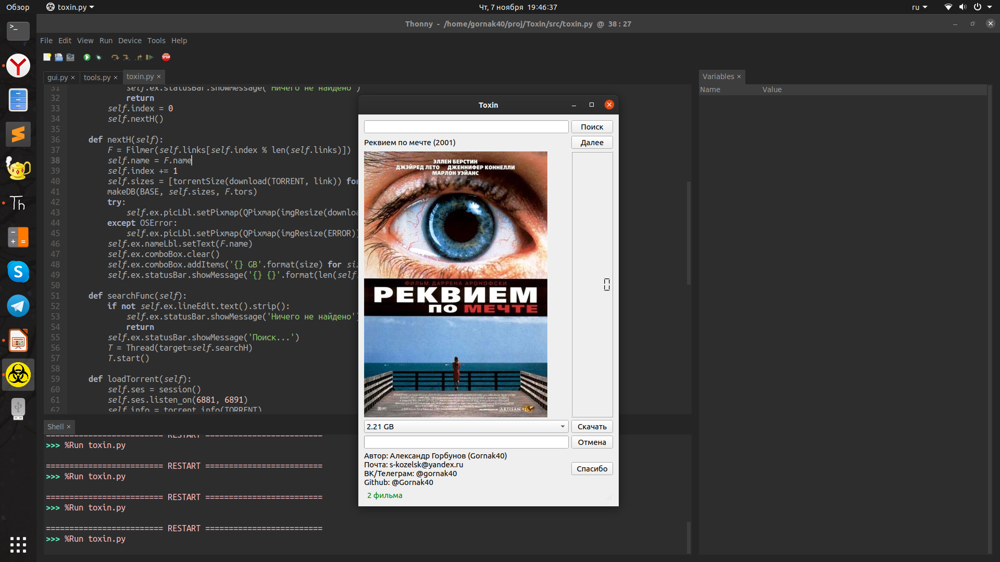 Обзор
toxin.py
Чт, 7 ноября 19:46:37
ru
Thonny - /home/gornak40/proj/Toxin/src/toxin.py @ 38 : 27
File Edit View Run Device Tools Help
STOP
gui.py × tools.py × toxin.py ×
31 self.ex.statusBar.showMessage('Ничего не найдено')
32 return
33 self.index = 0
34 self.nextH()
35
36 def nextH(self):
37 F = Filmer(self.links[self.index % len(self.links)])
38 self.name = F.name
39 self.index += 1
40 self.sizes = [torrentSize(download(TORRENT, link)) for
41 makeDB(BASE, self.sizes, F.tors)
42 try:
43 self.ex.picLbl.setPixmap(QPixmap(imgResize(downloa
44 except OSError:
45 self.ex.picLbl.setPixmap(QPixmap(imgResize(ERROR))
46 self.ex.nameLbl.setText(F.name)
47 self.ex.comboBox.clear()
48 self.ex.comboBox.addItems('{} GB'.format(size) for siz
49 self.ex.statusBar.showMessage('{} {}'.format(len(self.
50
51 def searchFunc(self):
52 if not self.ex.lineEdit.text().strip():
53 self.ex.statusBar.showMessage('Ничего не найдено')
54 return
55 self.ex.statusBar.showMessage('Поиск...')
56 T = Thread(target=self.searchH)
57 T.start()
58
59 def loadTorrent(self):
60 self.ses = session()
61 self.ses.listen_on(6881, 6891)
62 self.info = torrent_info(TORRENT)
Shell ×
========================= RESTART =========================
>>> %Run toxin.py
========================= RESTART =========================
>>> %Run toxin.py
========================= RESTART =========================
>>> %Run toxin.py
========================= RESTART =========================
>>> %Run toxin.py
Toxin
Поиск
Реквием по мечте (2001)
Далее
ЭЛЛЕН БЕРСТИН
ДЖЭЙРЕД ЛЕТО ДЖЕННИФЕР КОННЕЛЛИ
МАРЛОН УЭЙАНС
ФИЛЬМ ДАРРЕНА АРОНОФСКИ
РЕКВИЕМ
ПО МЕЧТЕ
ARTISAN
0
2.21 GB
Скачать
Отмена
Автор: Александр Горбунов (Gornak40)
Почта: s-kozelsk@yandex.ru
ВК/Телеграм: @gornak40
Github: @Gornak40
Спасибо
2 фильма
Variables ×
Name Value
Th
S